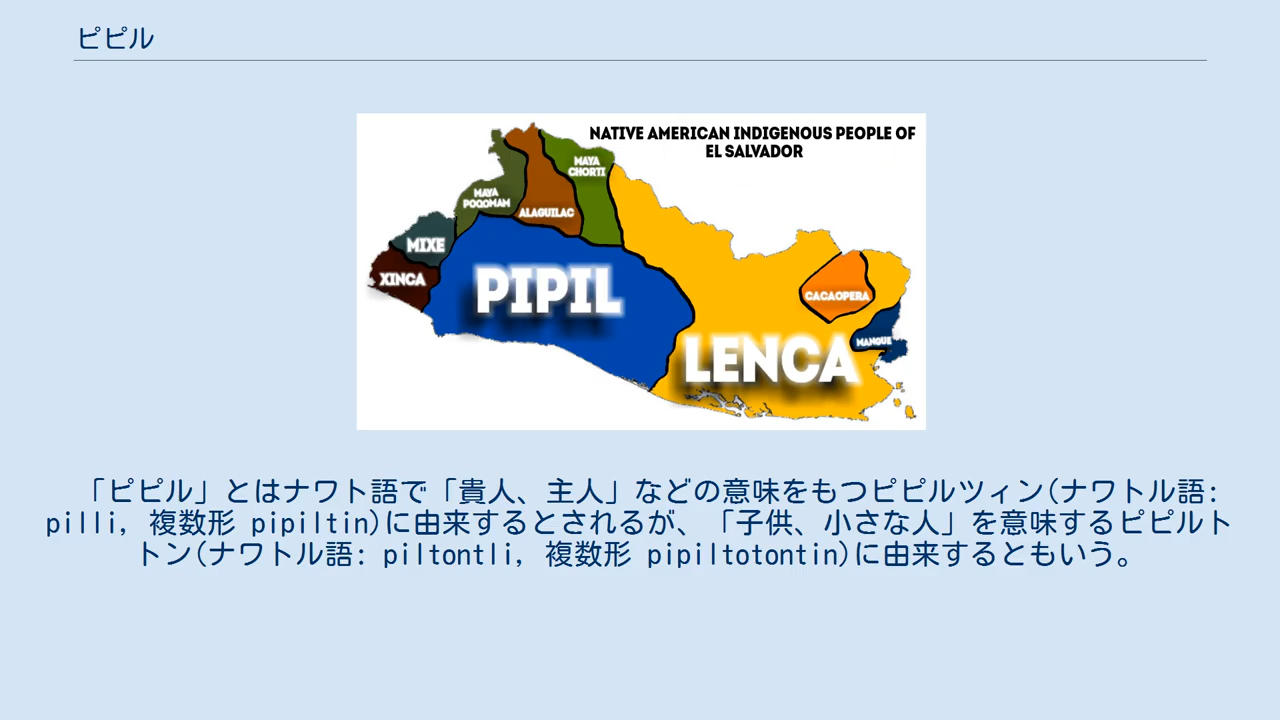 ピピル
NATIVE AMERICAN INDIGENOUS PEOPLE OF
EL SALVADOR
MAYA
CHORTI
MAYA
POQOMAM
ALAGUILAC
MIXE
XINCA
PIPIL
CACAOPERA
MANGUE
LENCA
「ピピル」とはナワト語で「貴人、主人」などの意味をもつピピルツィン(ナワトル語:
pilli, 複数形 pipiltin)に由来するとされるが、「子供、小さな人」を意味するピピルト
トン(ナワトル語: piltontli, 複数形 pipiltotontin)に由来するともいう。